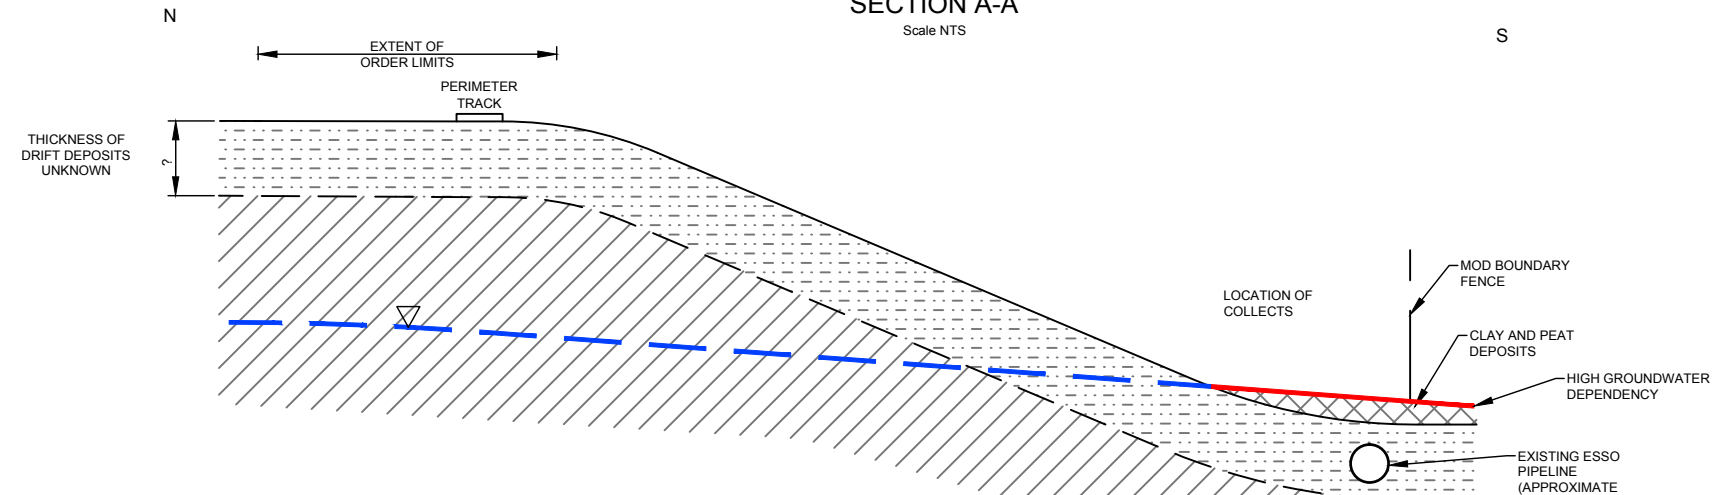 SECTION A-A
Scale NTS
N
S
EXTENT OF
ORDER LIMITS
PERIMETER
TRACK
THICKNESS OF
DRIFT DEPOSITS
UNKNOWN
?
MOD BOUNDARY
FENCE
LOCATION OF
COLLECTS
CLAY AND PEAT
DEPOSITS
HIGH GROUNDWATER
DEPENDENCY
EXISTING ESSO
PIPELINE
(APPROXIMATE